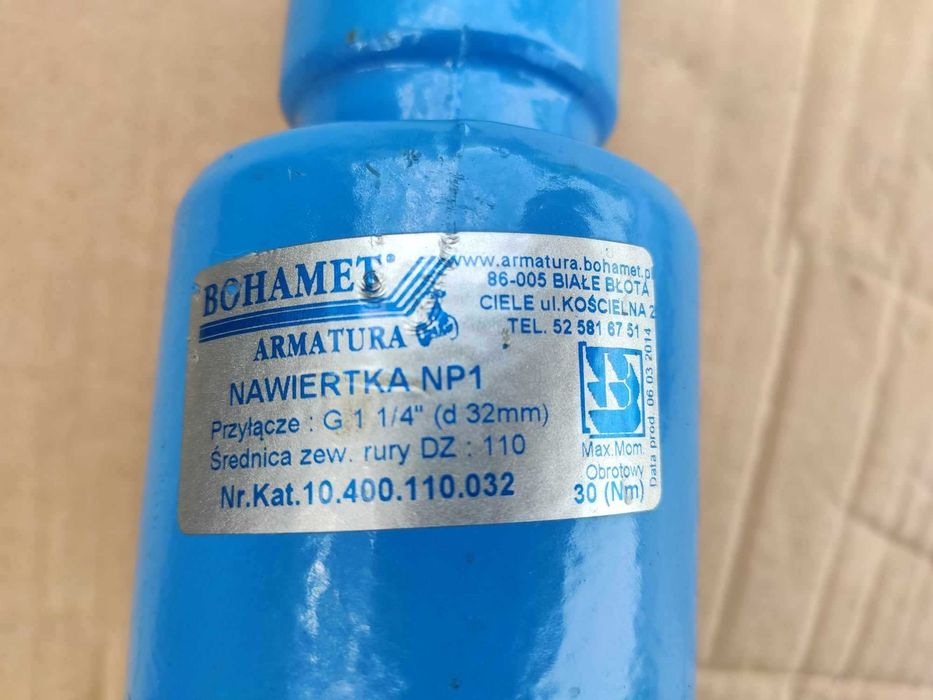 BOHAMET®
ARMATURA
www.armatura.bohamet.pl
86-005 BIAŁE BŁOTA
CIELE ul.KOŚCIELNA 2
TEL. 52 581 67 51
NAWIERTKA NP1
Przyłącze : G 1 1/4" (d 32mm)
Średnica zew. rury DZ : 110
Nr.Kat.10.400.110.032
Max.Mom.
Obrotowy
30 (Nm)
Data prod 06.03.2014